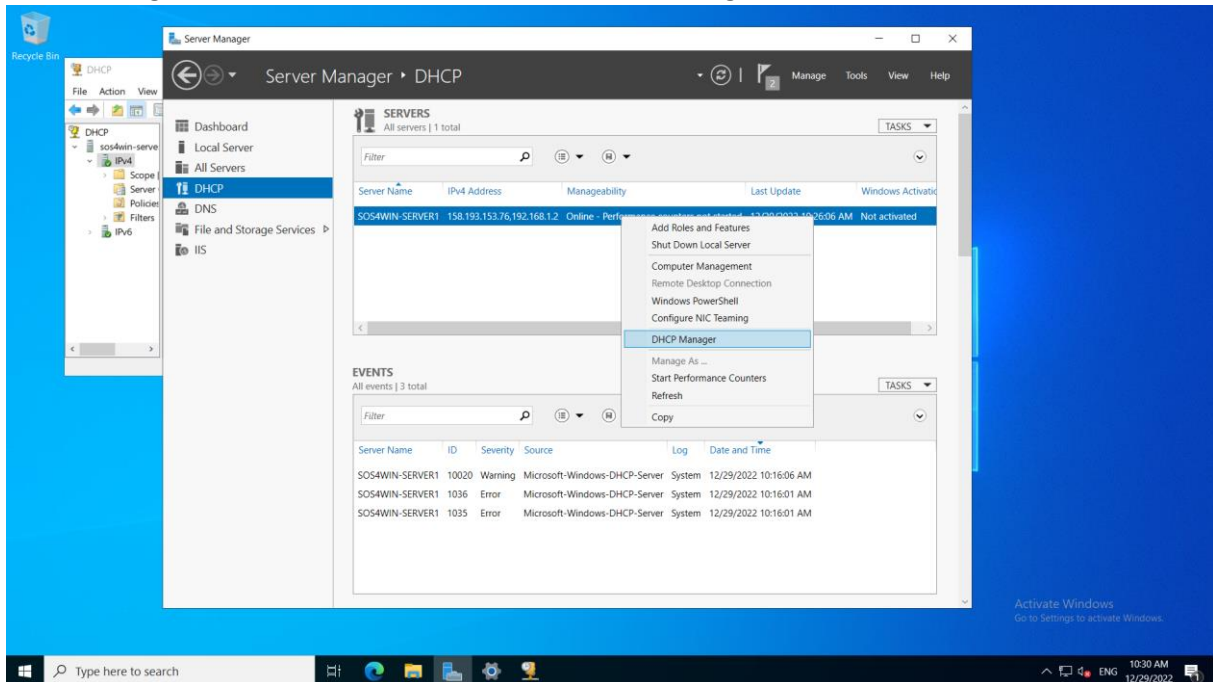 Recycle Bin
DHCP
File Action View
DHCP
sos4win-serve
IPv4
Scope [
Server
Policies
Filters
IPv6
Server Manager
Server Manager • DHCP
2
Manage Tools View Help
Dashboard
Local Server
All Servers
DHCP
DNS
File and Storage Services
IIS
SERVERS
All servers | 1 total
TASKS
Filter
Server Name IPv4 Address Manageability Last Update Windows Activatic
SOS4WIN-SERVER1 158.193.153.76,192.168.1.2 Online - Performance counters not started 12/29/2022 10:26:06 AM Not activated
Add Roles and Features
Shut Down Local Server
Computer Management
Remote Desktop Connection
Windows PowerShell
Configure NIC Teaming
DHCP Manager
Manage As ...
Start Performance Counters
Refresh
Copy
EVENTS
All events | 3 total
TASKS
Filter
Server Name ID Severity Source Log Date and Time
SOS4WIN-SERVER1 10020 Warning Microsoft-Windows-DHCP-Server System 12/29/2022 10:16:06 AM
SOS4WIN-SERVER1 1036 Error Microsoft-Windows-DHCP-Server System 12/29/2022 10:16:01 AM
SOS4WIN-SERVER1 1035 Error Microsoft-Windows-DHCP-Server System 12/29/2022 10:16:01 AM
Activate Windows
Go to Settings to activate Windows.
Type here to search
ENG
10:30 AM
12/29/2022